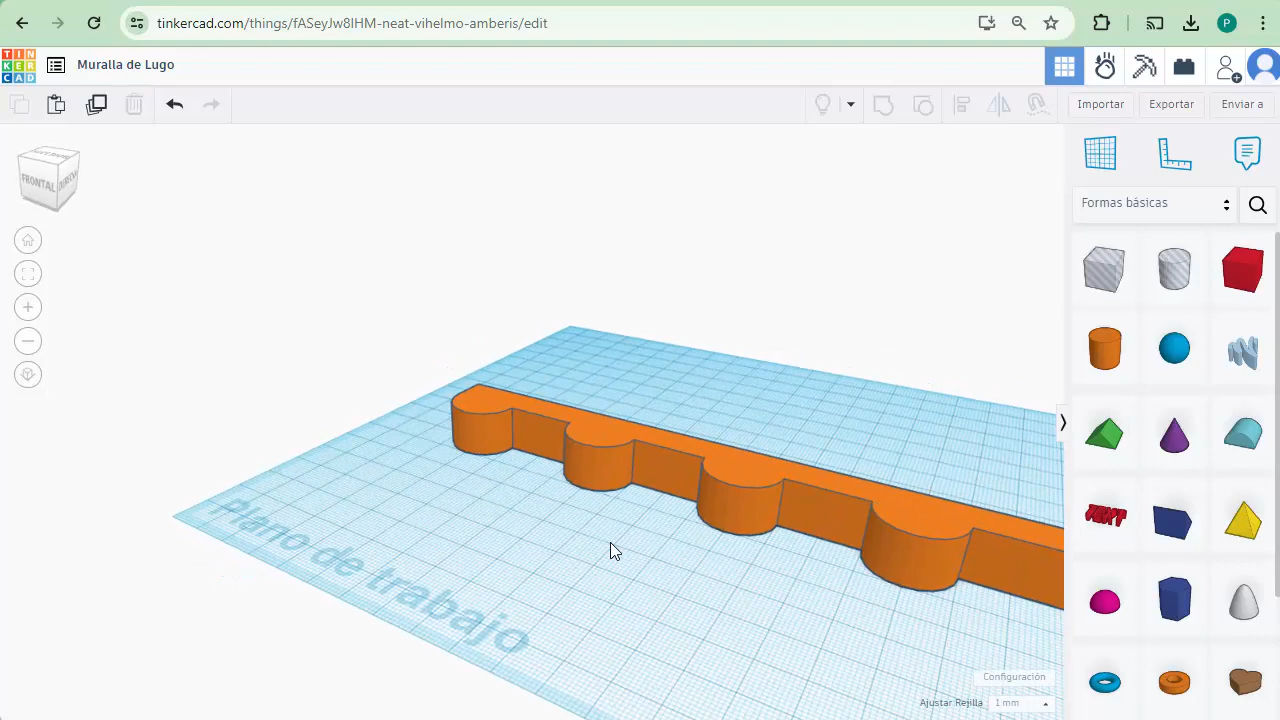 tinkercad.com/things/fASeyJw8IHM-neat-vihelmo-amberis/edit
P
TIN
KER
CAD
Muralla de Lugo
Importar
Exportar
Enviar a
FRONTAL
Formas básicas
TEXT
Plano de trabajo
Configuración
Ajustar Rejilla
1 mm